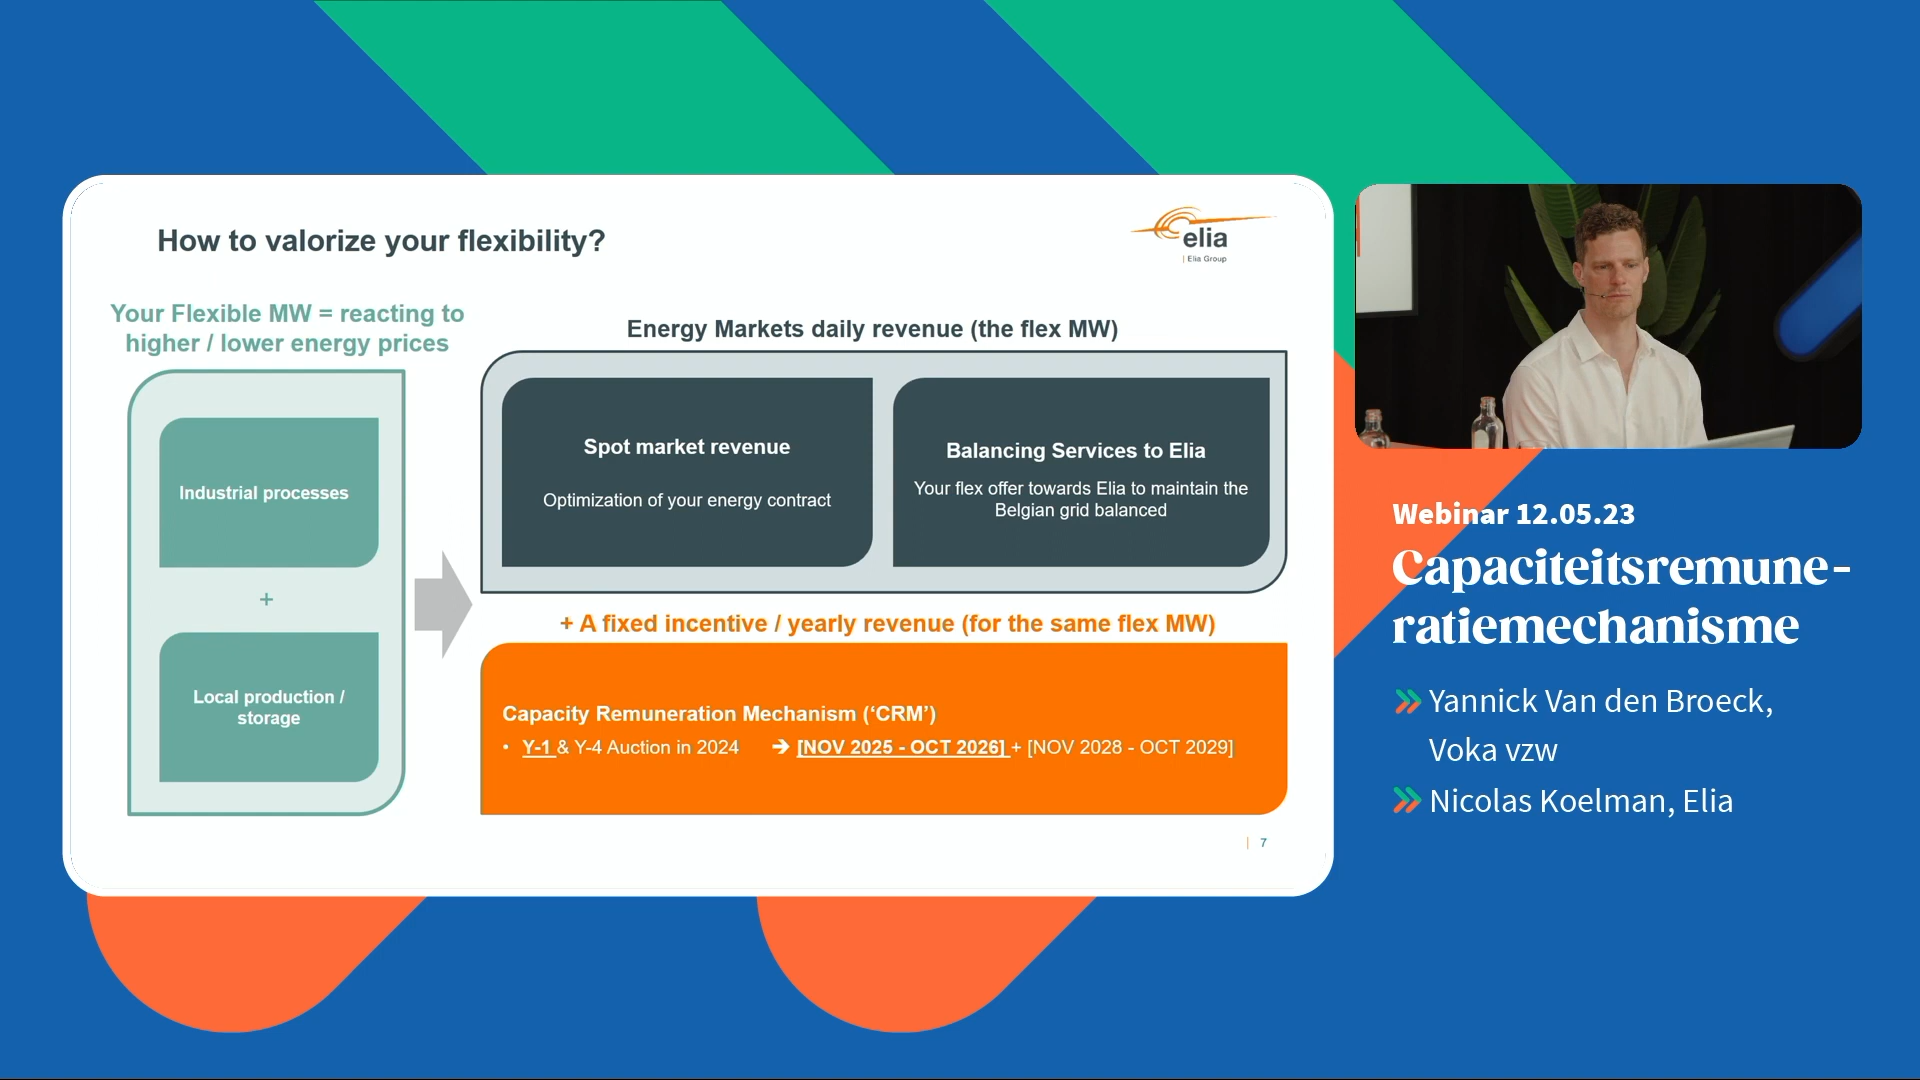 How to valorize your flexibility?
elia
| Elia Group
Your Flexible MW = reacting to
higher / lower energy prices
Industrial processes
+
Local production /
storage
Energy Markets daily revenue (the flex MW)
Spot market revenue
Optimization of your energy contract
Balancing Services to Elia
Your flex offer towards Elia to maintain the
Belgian grid balanced
+ A fixed incentive / yearly revenue (for the same flex MW)
Capacity Remuneration Mechanism (‘CRM’)
• Y-1 & Y-4 Auction in 2024 ➔ [NOV 2025 - OCT 2026] + [NOV 2028 - OCT 2029]
| 7
Webinar 12.05.23
Capaciteitsremune-
ratiemechanisme
Yannick Van den Broeck,
Voka vzw
Nicolas Koelman, Elia